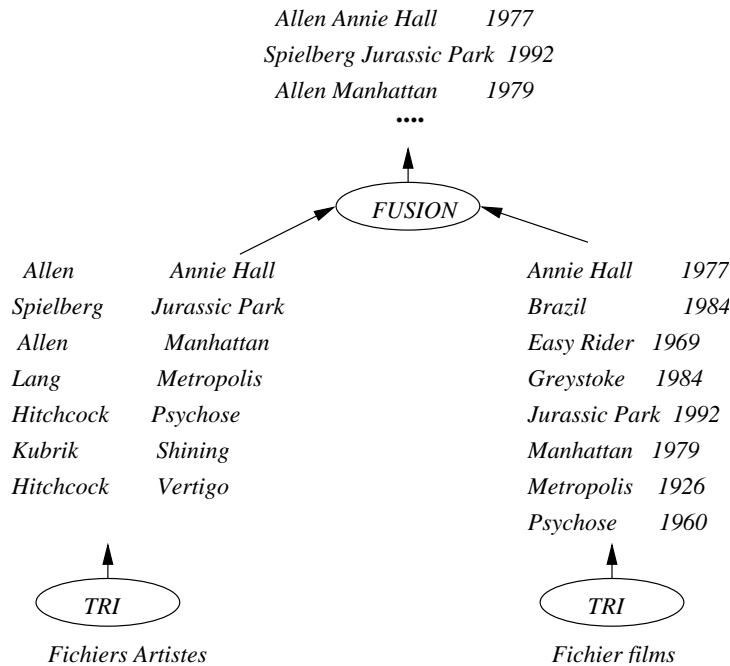 Allen Annie Hall 1977
Spielberg Jurassic Park 1992
Allen Manhattan 1979
....
FUSION
Allen Annie Hall
Spielberg Jurassic Park
Allen Manhattan
Lang Metropolis
Hitchcock Psychose
Kubrik Shining
Hitchcock Vertigo
Annie Hall 1977
Brazil 1984
Easy Rider 1969
Greystoke 1984
Jurassic Park 1992
Manhattan 1979
Metropolis 1926
Psychose 1960
TRI
TRI
Fichiers Artistes
Fichier films